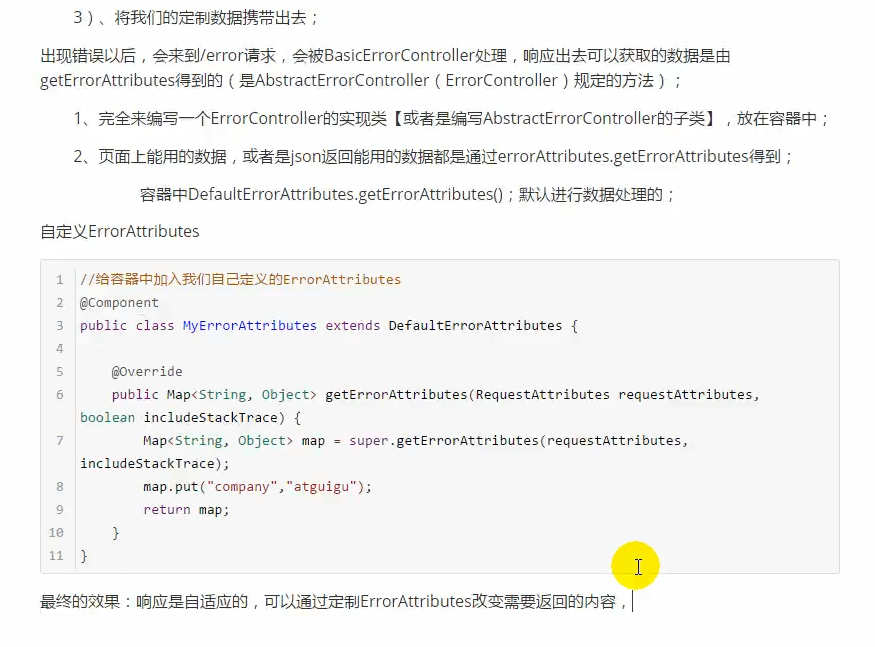 3）、将我们的定制数据携带出去；
出现错误以后，会来到/error请求，会被BasicErrorController处理，响应出去可以获取的数据是由
getErrorAttributes得到的（是AbstractErrorController（ErrorController）规定的方法）；
1、完全来编写一个ErrorController的实现类【或者是编写AbstractErrorController的子类】，放在容器中；
2、页面上能用的数据，或者是json返回能用的数据都是通过errorAttributes.getErrorAttributes得到；
容器中DefaultErrorAttributes.getErrorAttributes()；默认进行数据处理的；
自定义ErrorAttributes
1 //给容器中加入我们自己定义的ErrorAttributes
2 @Component
3 public class MyErrorAttributes extends DefaultErrorAttributes {
4
5 @Override
6 public Map<String, Object> getErrorAttributes(RequestAttributes requestAttributes,
boolean includeStackTrace) {
7 Map<String, Object> map = super.getErrorAttributes(requestAttributes,
includeStackTrace);
8 map.put("company","atguigu");
9 return map;
10 }
11 }
最终的效果：响应是自适应的，可以通过定制ErrorAttributes改变需要返回的内容，